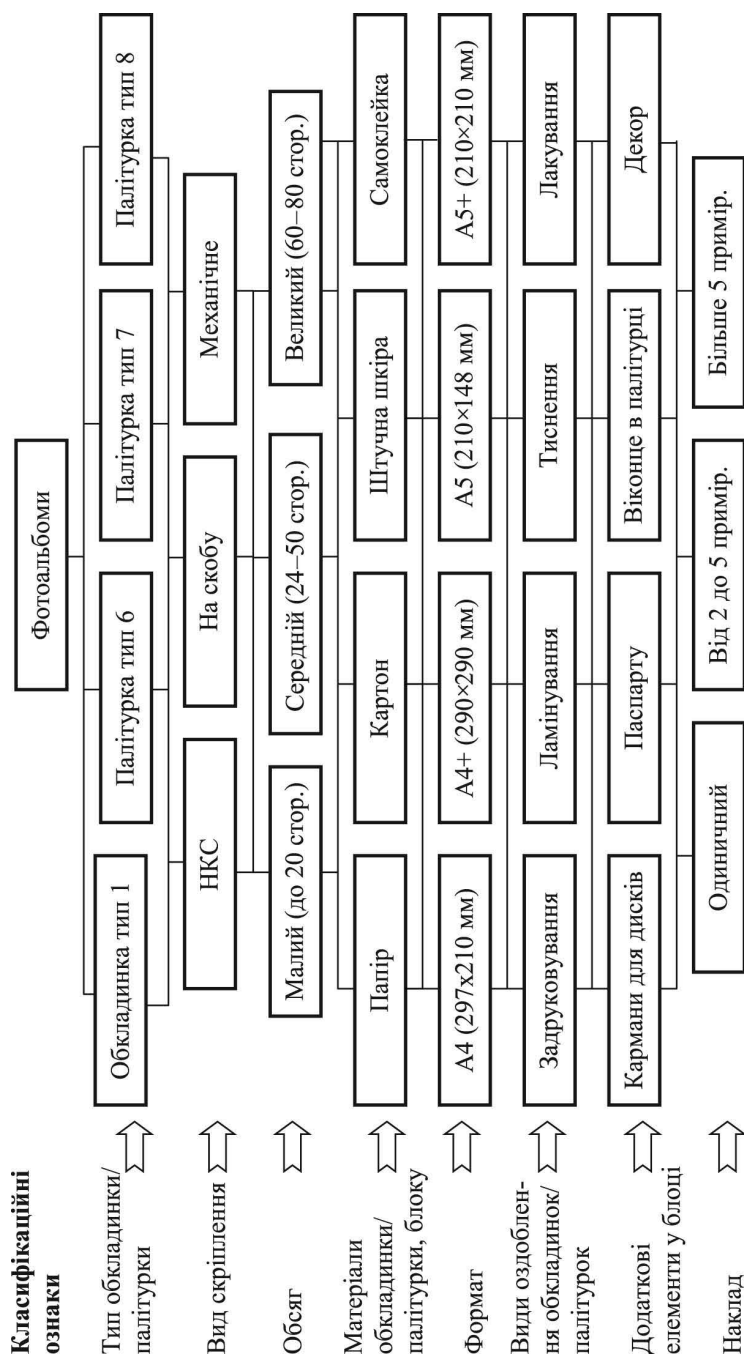 Класифікаційні
ознаки
Фотоальбоми
Тип обкладинки/
палітурки
Обкладинка тип 1
Палітурка тип 6
Палітурка тип 7
Палітурка тип 8
Вид скріплення
НКС
На скобу
Механічне
Обсяг
Малий (до 20 стор.)
Середній (24–50 стор.)
Великий (60–80 стор.)
Матеріали
обкладинки/
палітурки, блоку
Папір
Картон
Штучна шкіра
Самоклейка
Формат
А4 (297х210 мм)
А4+ (290×290 мм)
А5 (210×148 мм)
А5+ (210×210 мм)
Види оздоблен-
ня обкладинок/
палітурок
Задруковування
Ламінування
Тиснення
Лакування
Додаткові
елементи у блоці
Кармани для дисків
Паспарту
Віконце в палітурці
Декор
Наклад
Одиничний
Від 2 до 5 примір.
Більше 5 примір.